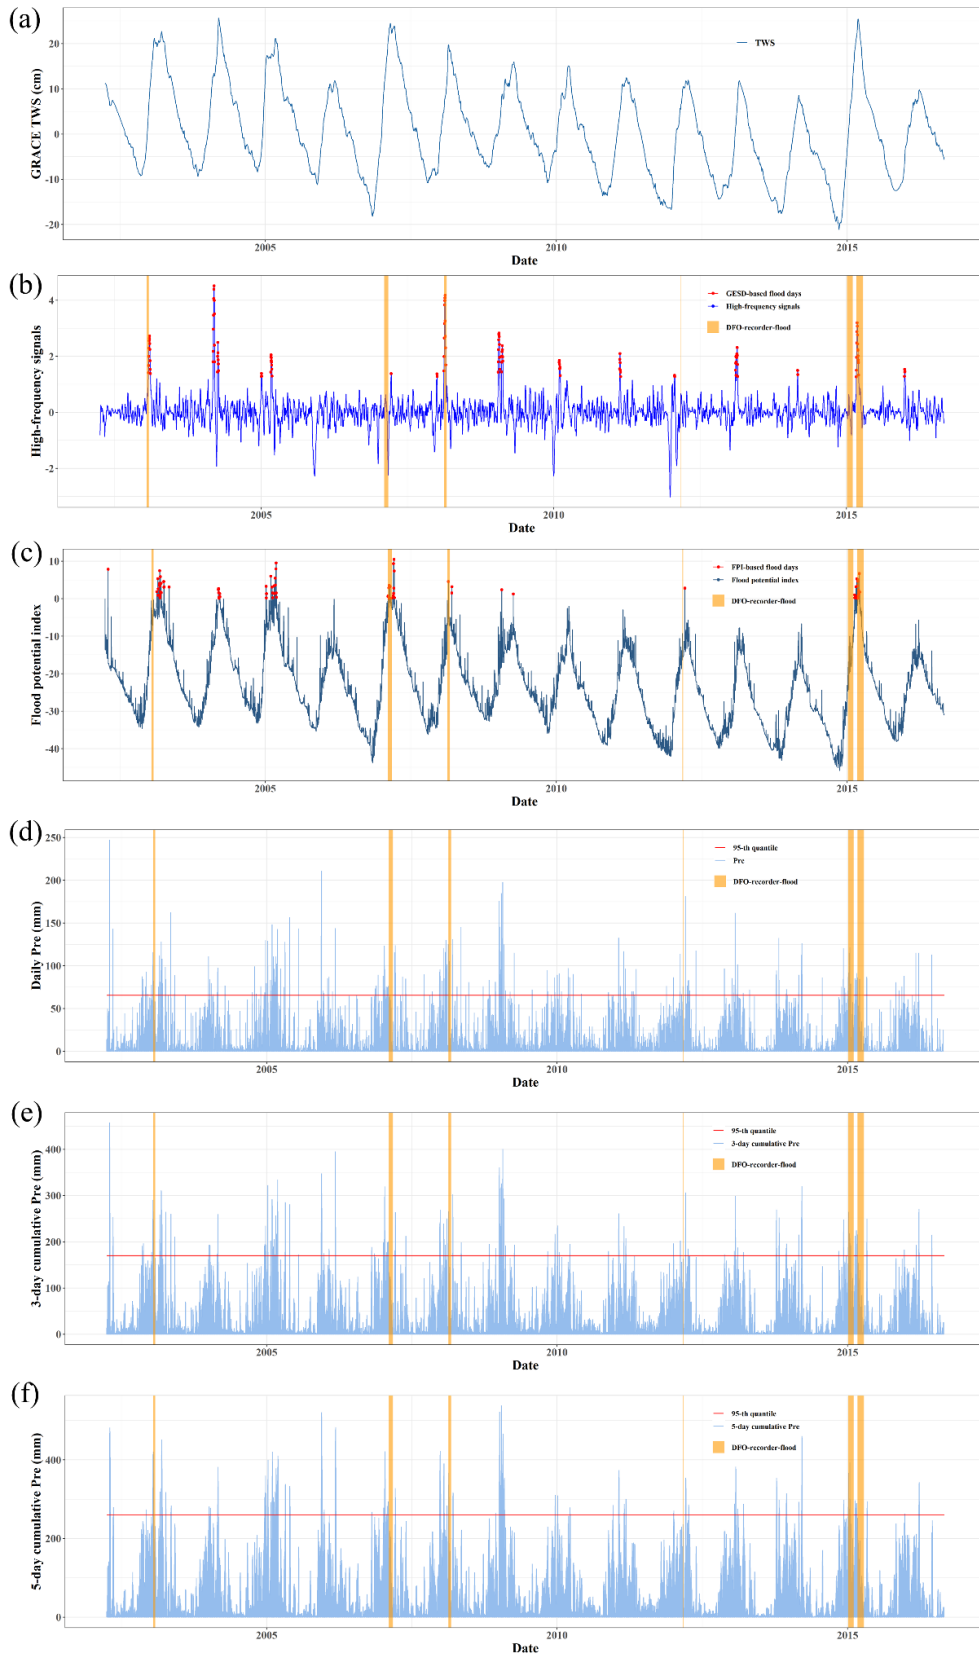 (a)
GRACE TWS (cm)
20
10
0
-10
-20
TWS
2005
2010
2015
Date
(b)
High-frequency signals
4
2
0
-2
GESD-based flood days
High-frequency signals
DFO-recorder-flood
2005
2010
2015
Date
(c)
Flood potential index
10
0
-10
-20
-30
-40
FPI-based flood days
Flood potential index
DFO-recorder-flood
2005
2010
2015
Date
(d)
Daily Pre (mm)
250
200
150
100
50
0
95-th quantile
Pre
DFO-recorder-flood
2005
2010
2015
Date
(e)
3-day cumulative Pre (mm)
400
300
200
100
0
95-th quantile
3-day cumulative Pre
DFO-recorder-flood
2005
2010
2015
Date
(f)
5-day cumulative Pre (mm)
400
200
0
95-th quantile
5-day cumulative Pre
DFO-recorder-flood
2005
2010
2015
Date